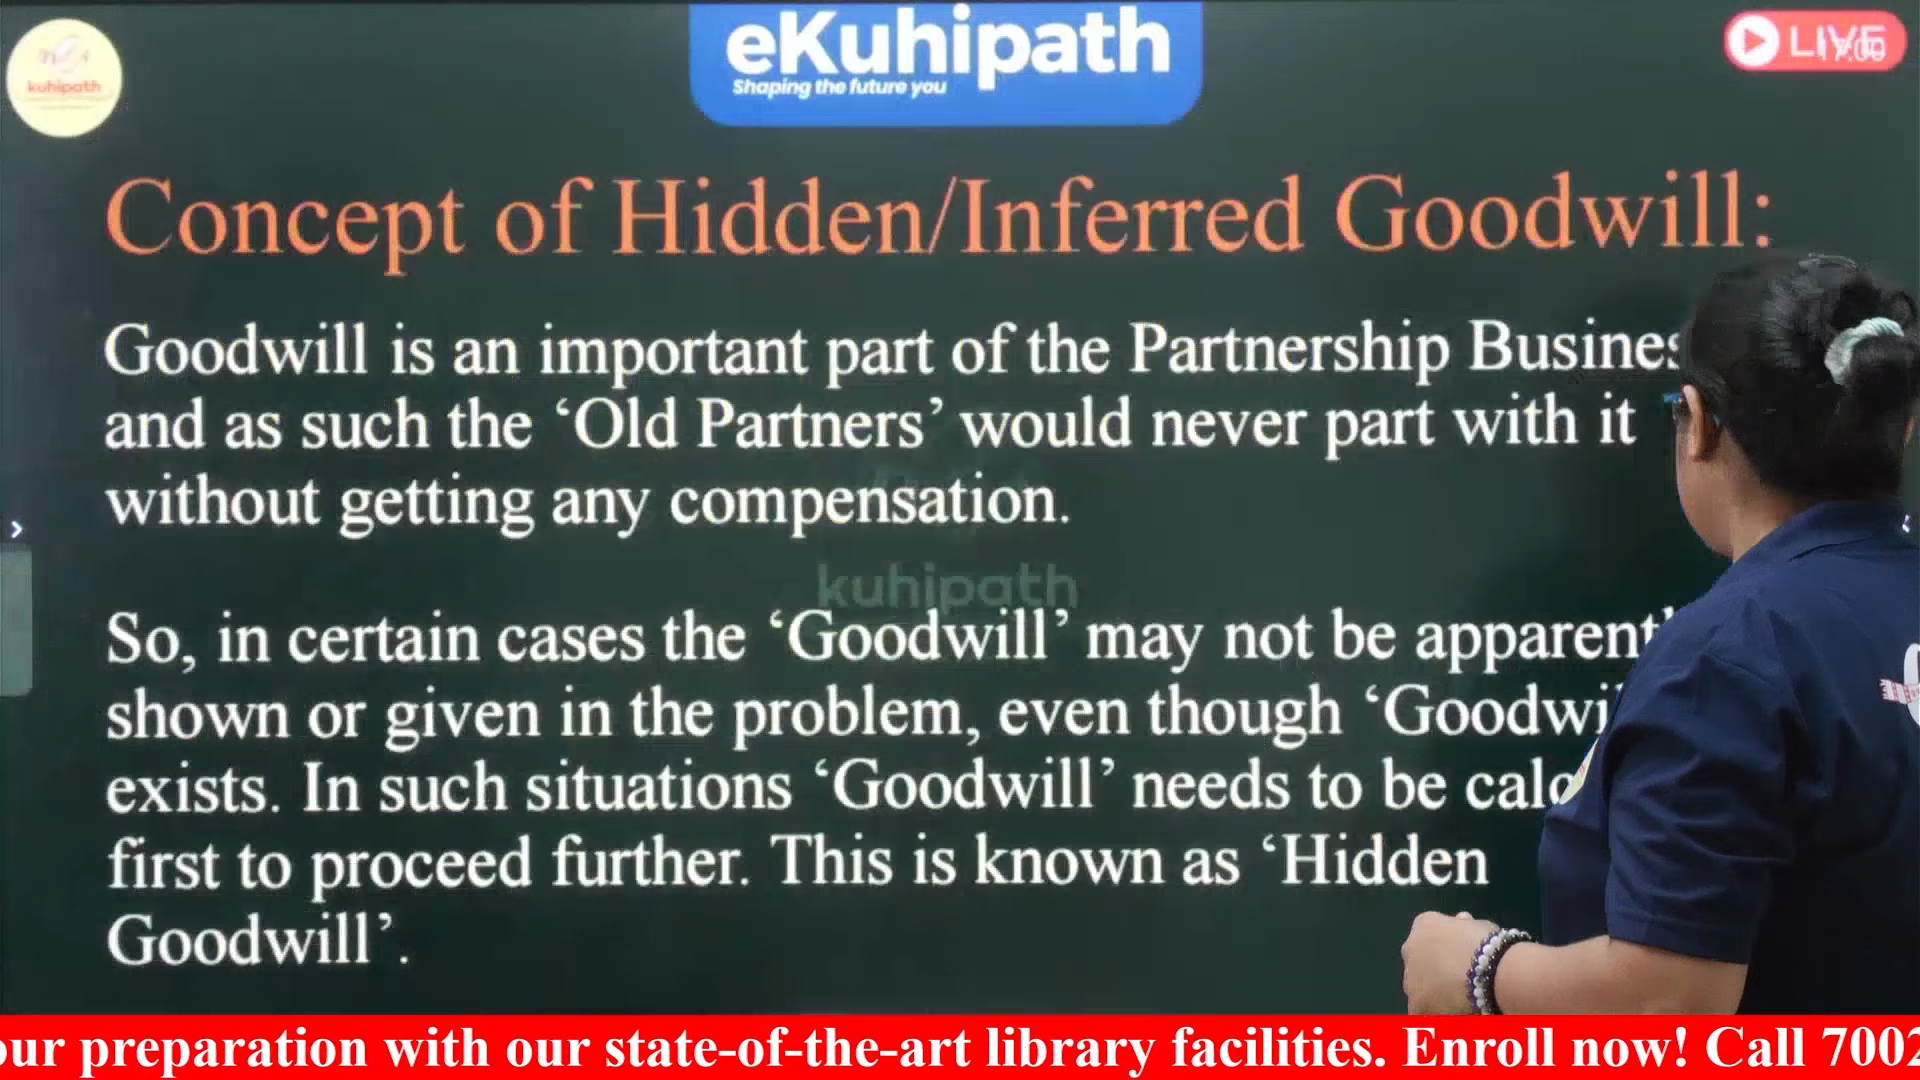 eKuhipath
Shaping the future you
kuhipath
LIVE
Concept of Hidden/Inferred Goodwill:
Goodwill is an important part of the Partnership Busines
and as such the ‘Old Partners’ would never part with it
without getting any compensation.
kuhipath
So, in certain cases the ‘Goodwill’ may not be apparent
shown or given in the problem, even though ‘Goodwi
exists. In such situations ‘Goodwill’ needs to be calc
first to proceed further. This is known as ‘Hidden
Goodwill’.
our preparation with our state-of-the-art library facilities. Enroll now! Call 7002